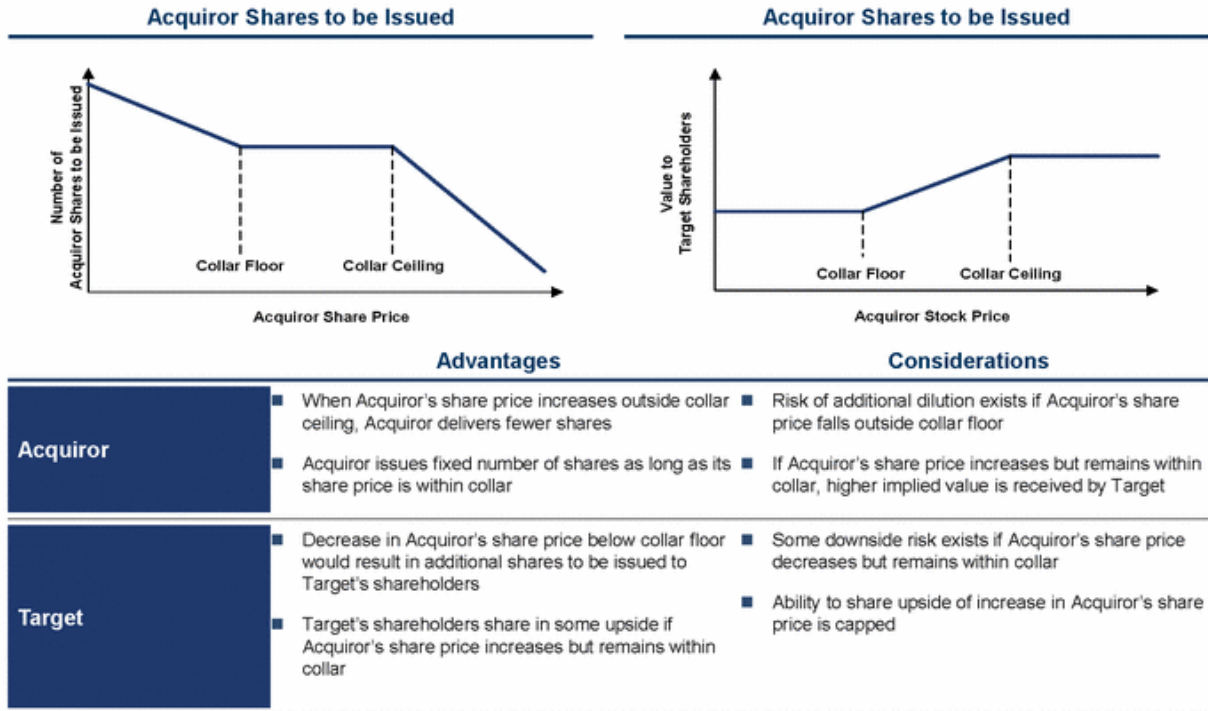 Acquiror Shares to be Issued
Number of
Acquiror Shares to be Issued
Collar Floor
Collar Ceiling
Acquiror Share Price
Acquiror Shares to be Issued
Value to
Target Shareholders
Collar Floor
Collar Ceiling
Acquiror Stock Price
Advantages
Considerations
Acquiror
When Acquiror's share price increases outside collar
ceiling, Acquiror delivers fewer shares
Acquiror issues fixed number of shares as long as its
share price is within collar
Risk of additional dilution exists if Acquiror's share
price falls outside collar floor
If Acquiror's share price increases but remains within
collar, higher implied value is received by Target
Target
Decrease in Acquiror's share price below collar floor
would result in additional shares to be issued to
Target's shareholders
Target's shareholders share in some upside if
Acquiror's share price increases but remains within
collar
Some downside risk exists if Acquiror's share price
decreases but remains within collar
Ability to share upside of increase in Acquiror's share
price is capped